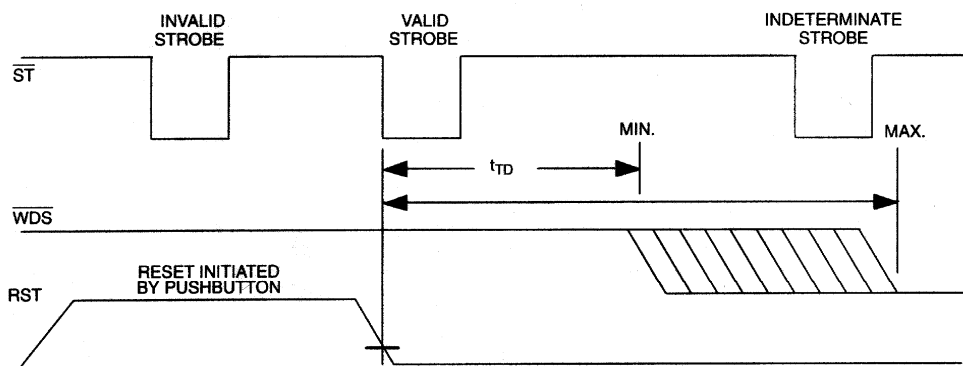 INVALID
STROBE
VALID
STROBE
INDETERMINATE
STROBE
ST
MIN.
MAX.
tTD
WDS
RESET INITIATED
BY PUSHBUTTON
RST